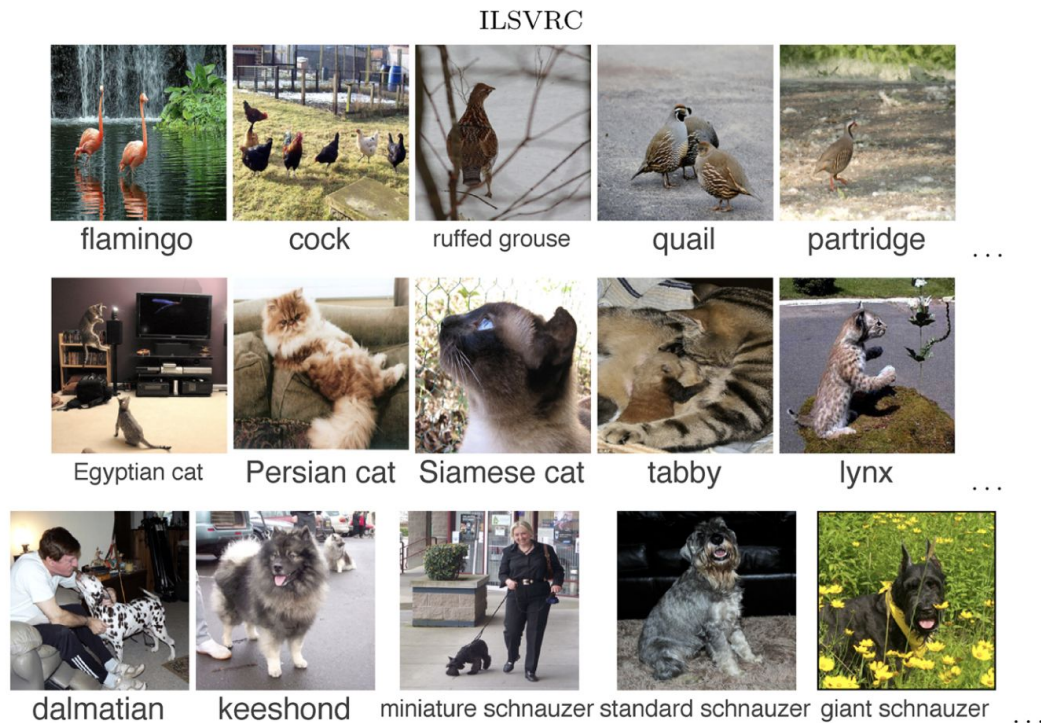 ILSVRC
flamingo cock ruffed grouse quail partridge ...
Egyptian cat Persian cat Siamese cat tabby lynx ...
dalmatian keeshond miniature schnauzer standard schnauzer giant schnauzer ...